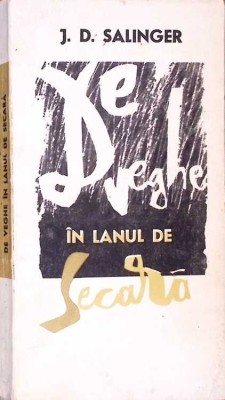 J. D. SALINGER
De
veghe
ÎN LANUL DE
Secară
DE VEGHE ÎN LANUL DE SECARĂ